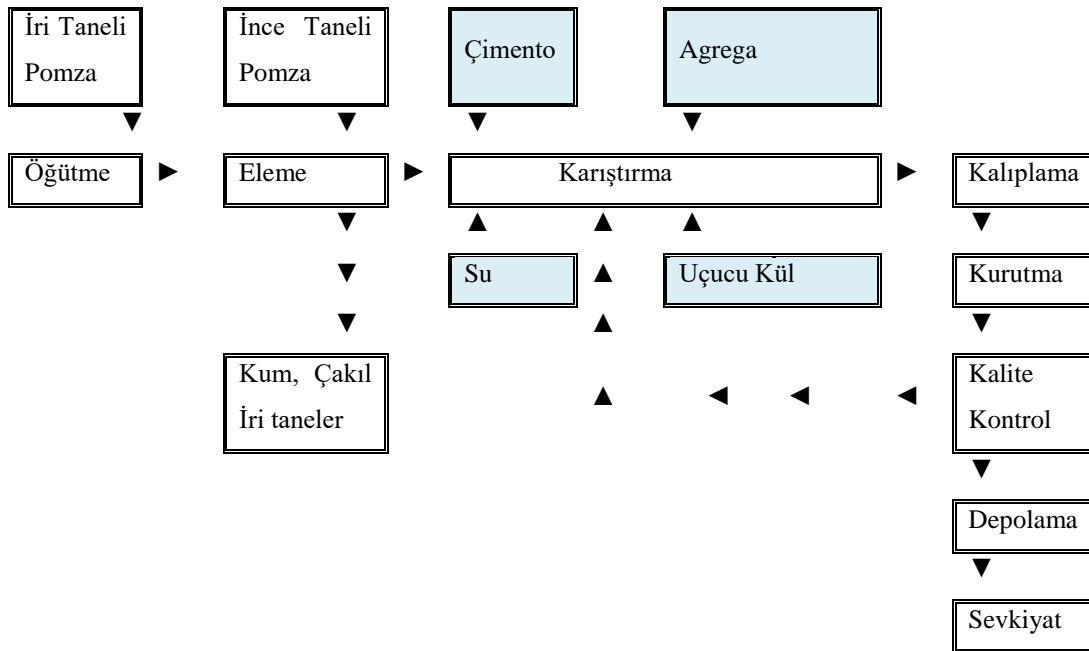 İri Taneli
Pomza
İnce Taneli
Pomza
Çimento
Agrega
Öğütme
Eleme
Karıştırma
Kalıplama
Su
Uçucu Kül
Kurutma
Kum, Çakıl
İri taneler
Kalite
Kontrol
Depolama
Sevkiyat